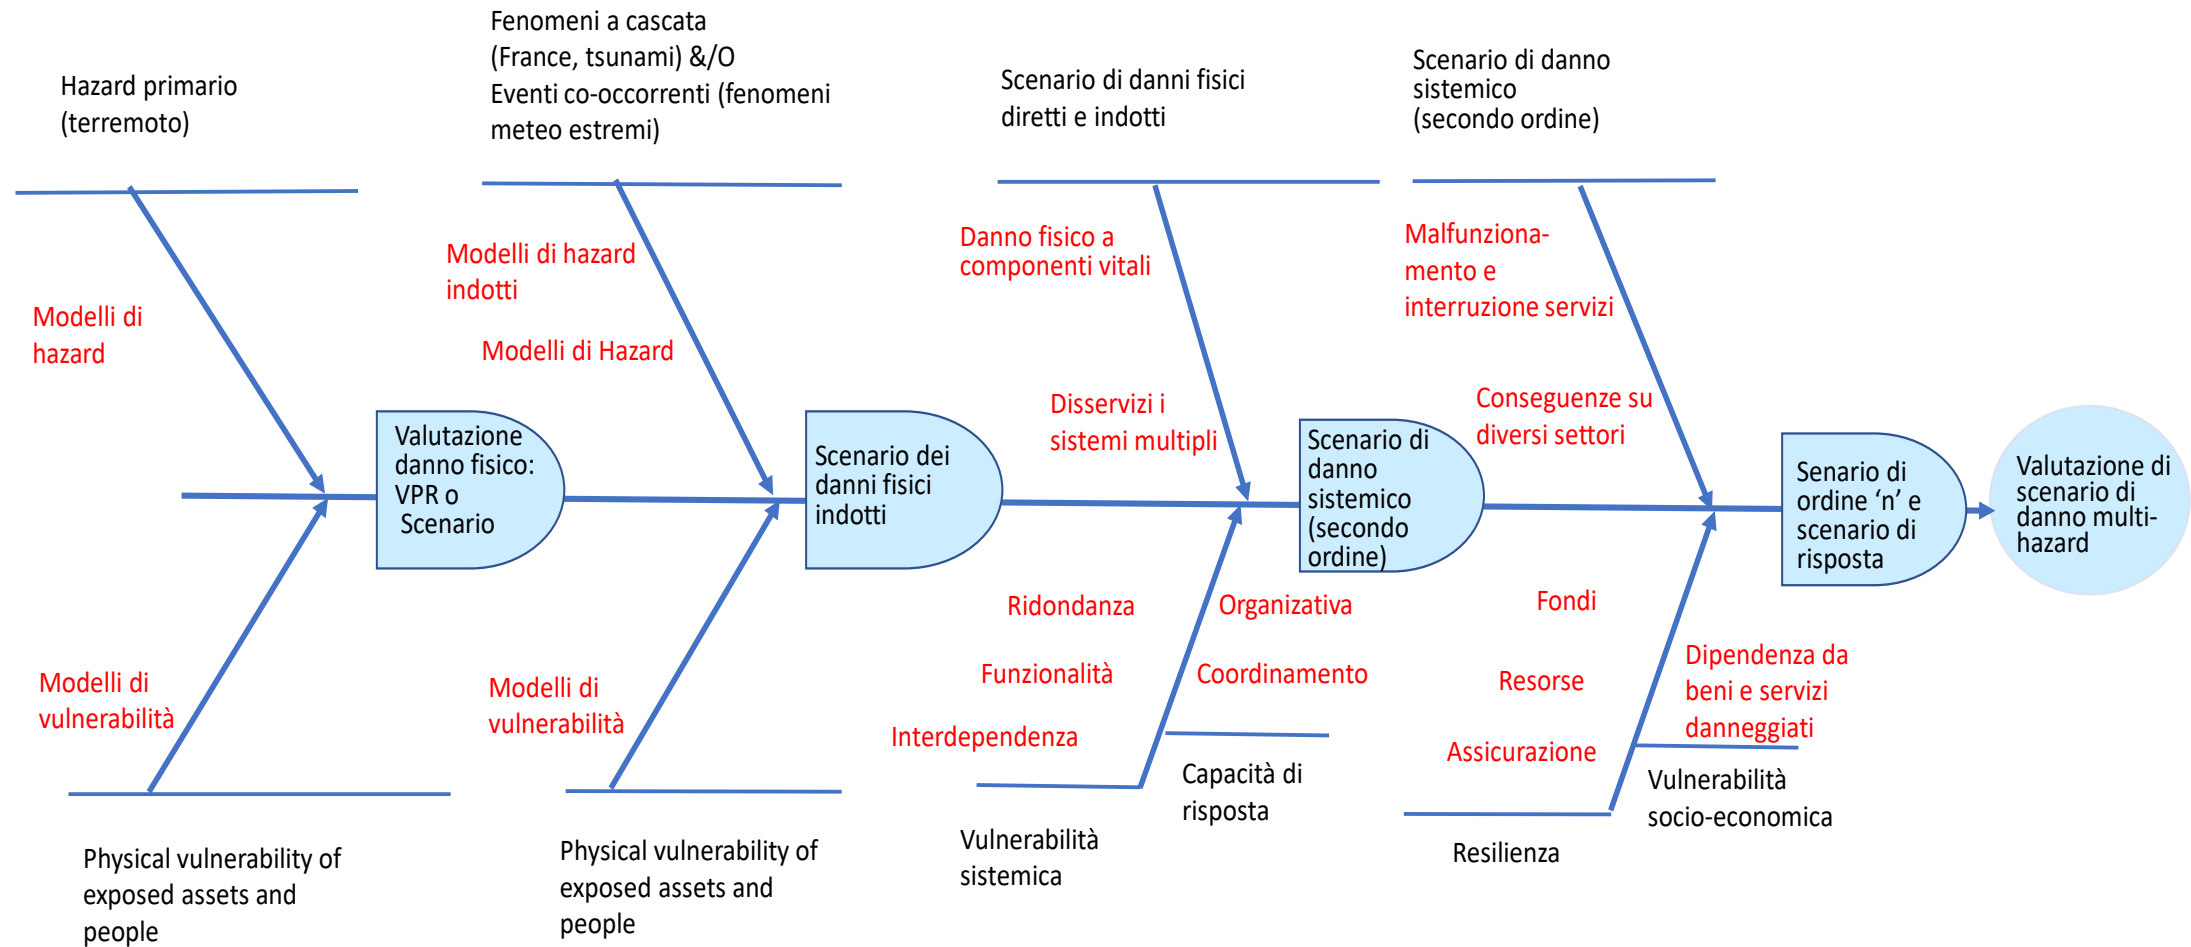 Hazard primario
(terremoto)
Fenomeni a cascata
(France, tsunami) &/O
Eventi co-occorrenti (fenomeni
meteo estremi)
Scenario di danni fisici
diretti e indotti
Scenario di danno
sistemico
(secondo ordine)
Modelli di
hazard
Modelli di hazard
indotti
Modelli di Hazard
Danno fisico a
componenti vitali
Disservizi i
sistemi multipli
Malfunziona-
mento e
interruzione servizi
Conseguenze su
diversi settori
Valutazione
danno fisico:
VPR o
Scenario
Scenario dei
danni fisici
indotti
Scenario di
danno
sistemico
(secondo
ordine)
Senario di
ordine ‘n’ e
scenario di
risposta
Valutazione di
scenario di
danno multi-
hazard
Modelli di
vulnerabilità
Modelli di
vulnerabilità
Ridondanza
Funzionalità
Interdependenza
Organizativa
Coordinamento
Fondi
Resorse
Assicurazione
Dipendenza da
beni e servizi
danneggiati
Physical vulnerability of
exposed assets and
people
Physical vulnerability of
exposed assets and
people
Vulnerabilità
sistemica
Capacità di
risposta
Resilienza
Vulnerabilità
socio-economica